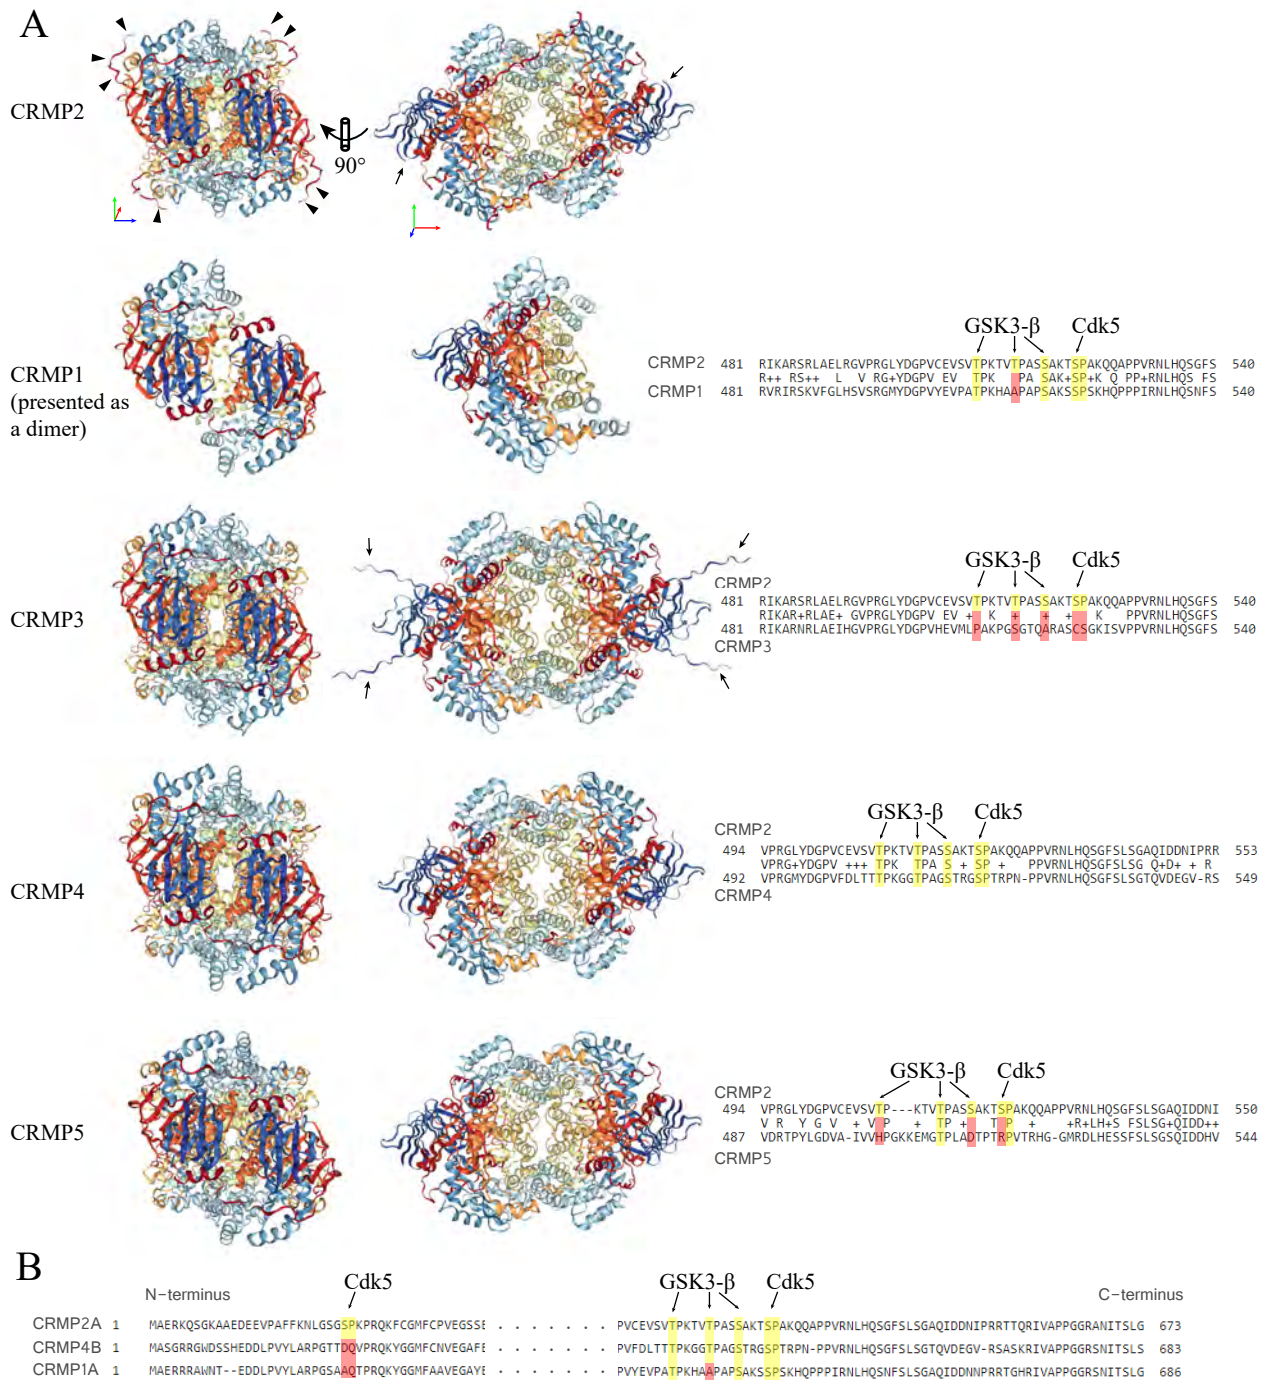 A
CRMP2
90°
CRMP1
(presented as
a dimer)
GSK3-β Cdk5
CRMP2 481 RIKARSRLAELRGVPRGLYDGPVCEVSVTPKTVTPASSAKTSPAKQQAPPVRNLHQSGFS 540
R++ RS++ L V RG+YDGPV EV TPK PA SAK+SP+K Q PP+RNLHQS FS
CRMP1 481 RVRIRSKVFGLHSVSRGMYDGPVYEVPATPKHAAPAPSAKSSPSKHQPPPIRNLHQSNFS 540
CRMP3
GSK3-β Cdk5
CRMP2
481 RIKARSRLAELRGVPRGLYDGPVCEVSVTPKTVTPASSAKTSPAKQQAPPVRNLHQSGFS 540
RIKAR+RLAE+ GVPRGLYDGPV EV + K + + + K PPVRNLHQSGFS
481 RIKARNRLAEIHGVPRGLYDGPVHEVMLPAKPGSGTQARASCSGKISVPPVRNLHQSGFS 540
CRMP3
CRMP4
GSK3-β Cdk5
CRMP2
494 VPRGLYDGPVCEVSVTPKTVTPASSAKTSPAKQQAPPVRNLHQSGFSLSGAQIDDNIPRR 553
VPRG+YDGPV +++ TPK TPA S + SP + PPVRNLHQSGFSLSG Q+D+ + R
492 VPRGMYDGPVFDLTTTPKGGTPAGSTRGSPTRPN-PPVRNLHQSGFSLSGTQVDEGV-RS 549
CRMP4
CRMP5
GSK3-β Cdk5
CRMP2
494 VPRGLYDGPVCEVSVTP---KTVTPASSAKTSPAKQQAPPVRNLHQSGFSLSGAQIDDNI 550
V R Y G V + V P + TP + T P + +R+LH+S FSLSG+QIDD++
487 VDRTPYLGDVA-IVVHPGKKEMGTPLADTPTRPVTRHG-GMRDLHESSFSLSGSQIDDHV 544
CRMP5
B
Cdk5 GSK3-β Cdk5
N-terminus C-terminus
CRMP2A 1 MAERKQSGKAAEDEEVPAFFKNLGSGSPKPRQKFCGMFCPVEGSSE . . . . . . . PVCEVSVTPKTVTPASSAKTSPAKQQAPPVRNLHQSGFSLSGAQIDDNIPRRTTQRIVAPPGGRANITSLG 673
CRMP4B 1 MASGRRGWDSSHEDDLPVYLARPGTTDQVPRQKYGGMFCNVEGAFE . . . . . . . PVFDLTTTPKGGTPAGSTRGSPTRPN-PPVRNLHQSGFSLSGTQVDEGV-RSASKRIVAPPGGRSNITSLS 683
CRMP1A 1 MAERRRAWNT--EDDLPVYLARPGSAAQTPRQKYGGMFAAVEGAYE . . . . . . . PVYEVPATPKHAAPAPSAKSSPSKHQPPPIRNLHQSNFSLSGAQIDDNNPRRTGHRIVAPPGGRSNITSLG 686